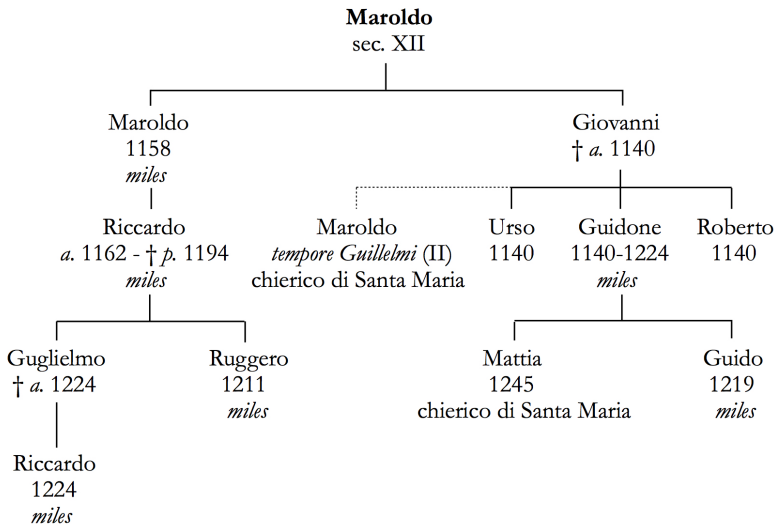 Maroldo
sec. XII
Maroldo
1158
miles
Giovanni
† a. 1140
Riccardo
a. 1162 - † p. 1194
miles
Maroldo
tempore Guillelmi (II)
chierico di Santa Maria
Urso
1140
Guidone
1140-1224
miles
Roberto
1140
Guglielmo
† a. 1224
Ruggero
1211
miles
Mattia
1245
chierico di Santa Maria
Guido
1219
miles
Riccardo
1224
miles